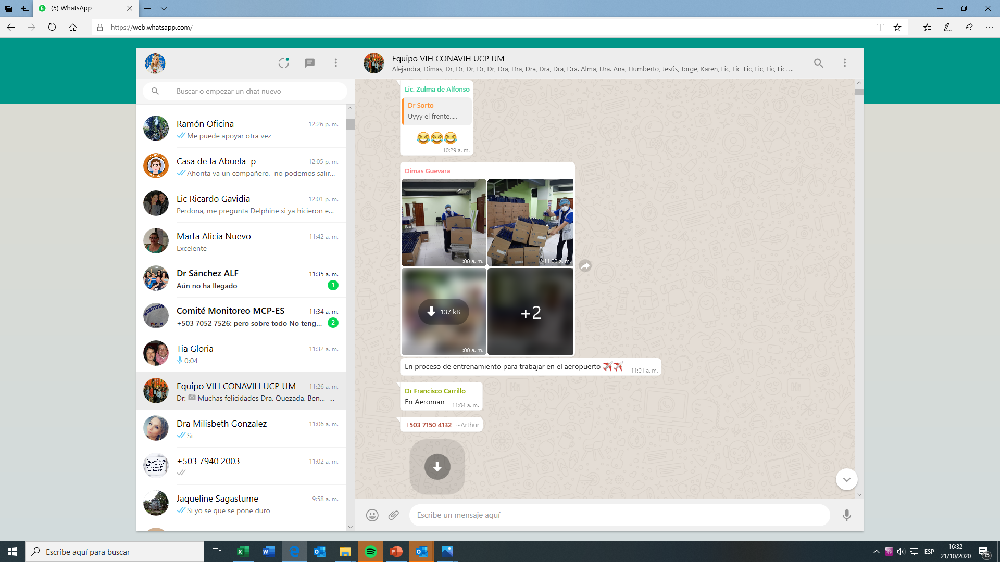 (5) WhatsApp
https://web.whatsapp.com/
Buscar o empezar un chat nuevo
Ramón Oficina 12:26 p. m.
Me puede apoyar otra vez
Casa de la Abuela p 12:05 p. m.
Ahorita va un compañero, no podemos salir...
Lic Ricardo Gavidia 12:01 p. m.
Perdona, me pregunta Delphine si ya hicieron e...
Marta Alicia Nuevo 11:42 a. m.
Excelente
Dr Sánchez ALF 11:35 a. m.
Aún no ha llegado 1
Comité Monitoreo MCP-ES 11:34 a. m.
+503 7052 7526: pero sobre todo No teng... 2
Tia Gloria 11:32 a. m.
0:04
Equipo VIH CONAVIH UCP UM 11:26 a. m.
Dr: Muchas felicidades Dra. Quezada. Ben... ..
Dra Milisbeth Gonzalez 11:06 a. m.
Si
+503 7940 2003 11:02 a. m.
Jaqueline Sagastume 9:58 a. m.
Si yo se que se pone duro
Equipo VIH CONAVIH UCP UM
Alejandra, Dimas, Dr, Dr, Dr, Dr, Dr, Dra, Dra, Dra, Dra, Dra, Dra. Alma, Dra. Ana, Humberto, Jesús, Jorge, Karen, Lic, Lic, Lic, Lic, Lic, Lic. ...
Lic. Zulma de Alfonso
Dr Sorto
Uyyy el frente.....
😂😂😂
10:29 a. m.
Dimas Guevara
11:00 a. m. 11:00 a. m.
137 kB +2
11:00 a. m.
En proceso de entrenamiento para trabajar en el aeropuerto ✈️✈️ 11:01 a. m.
Dr Francisco Carrillo
En Aeroman 11:04 a. m.
+503 7150 4132 ~Arthur
Escribe un mensaje aquí
Escribe aquí para buscar
ESP
16:32
21/10/2020
15